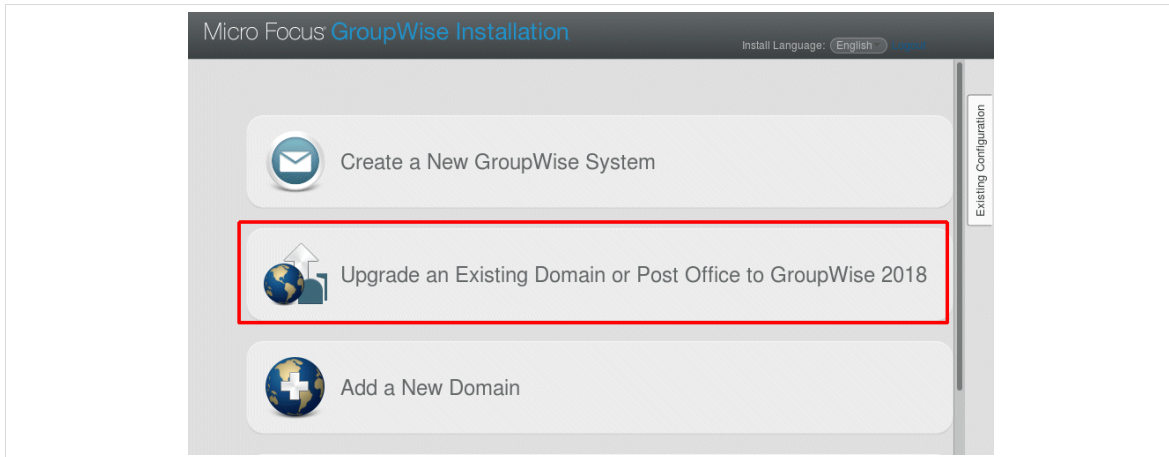 Micro Focus GroupWise Installation
Install Language: English
Existing Configuration
Create a New GroupWise System
Upgrade an Existing Domain or Post Office to GroupWise 2018
Add a New Domain